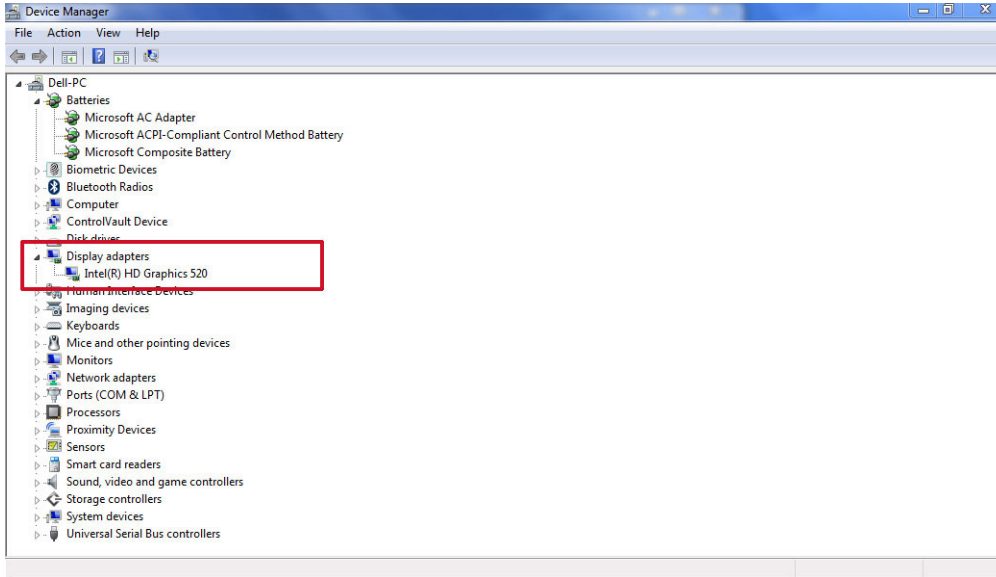 Device Manager
File Action View Help
Dell-PC
Batteries
Microsoft AC Adapter
Microsoft ACPI-Compliant Control Method Battery
Microsoft Composite Battery
Biometric Devices
Bluetooth Radios
Computer
ControlVault Device
Disk drives
Display adapters
Intel(R) HD Graphics 520
Human Interface Devices
Imaging devices
Keyboards
Mice and other pointing devices
Monitors
Network adapters
Ports (COM & LPT)
Processors
Proximity Devices
Sensors
Smart card readers
Sound, video and game controllers
Storage controllers
System devices
Universal Serial Bus controllers